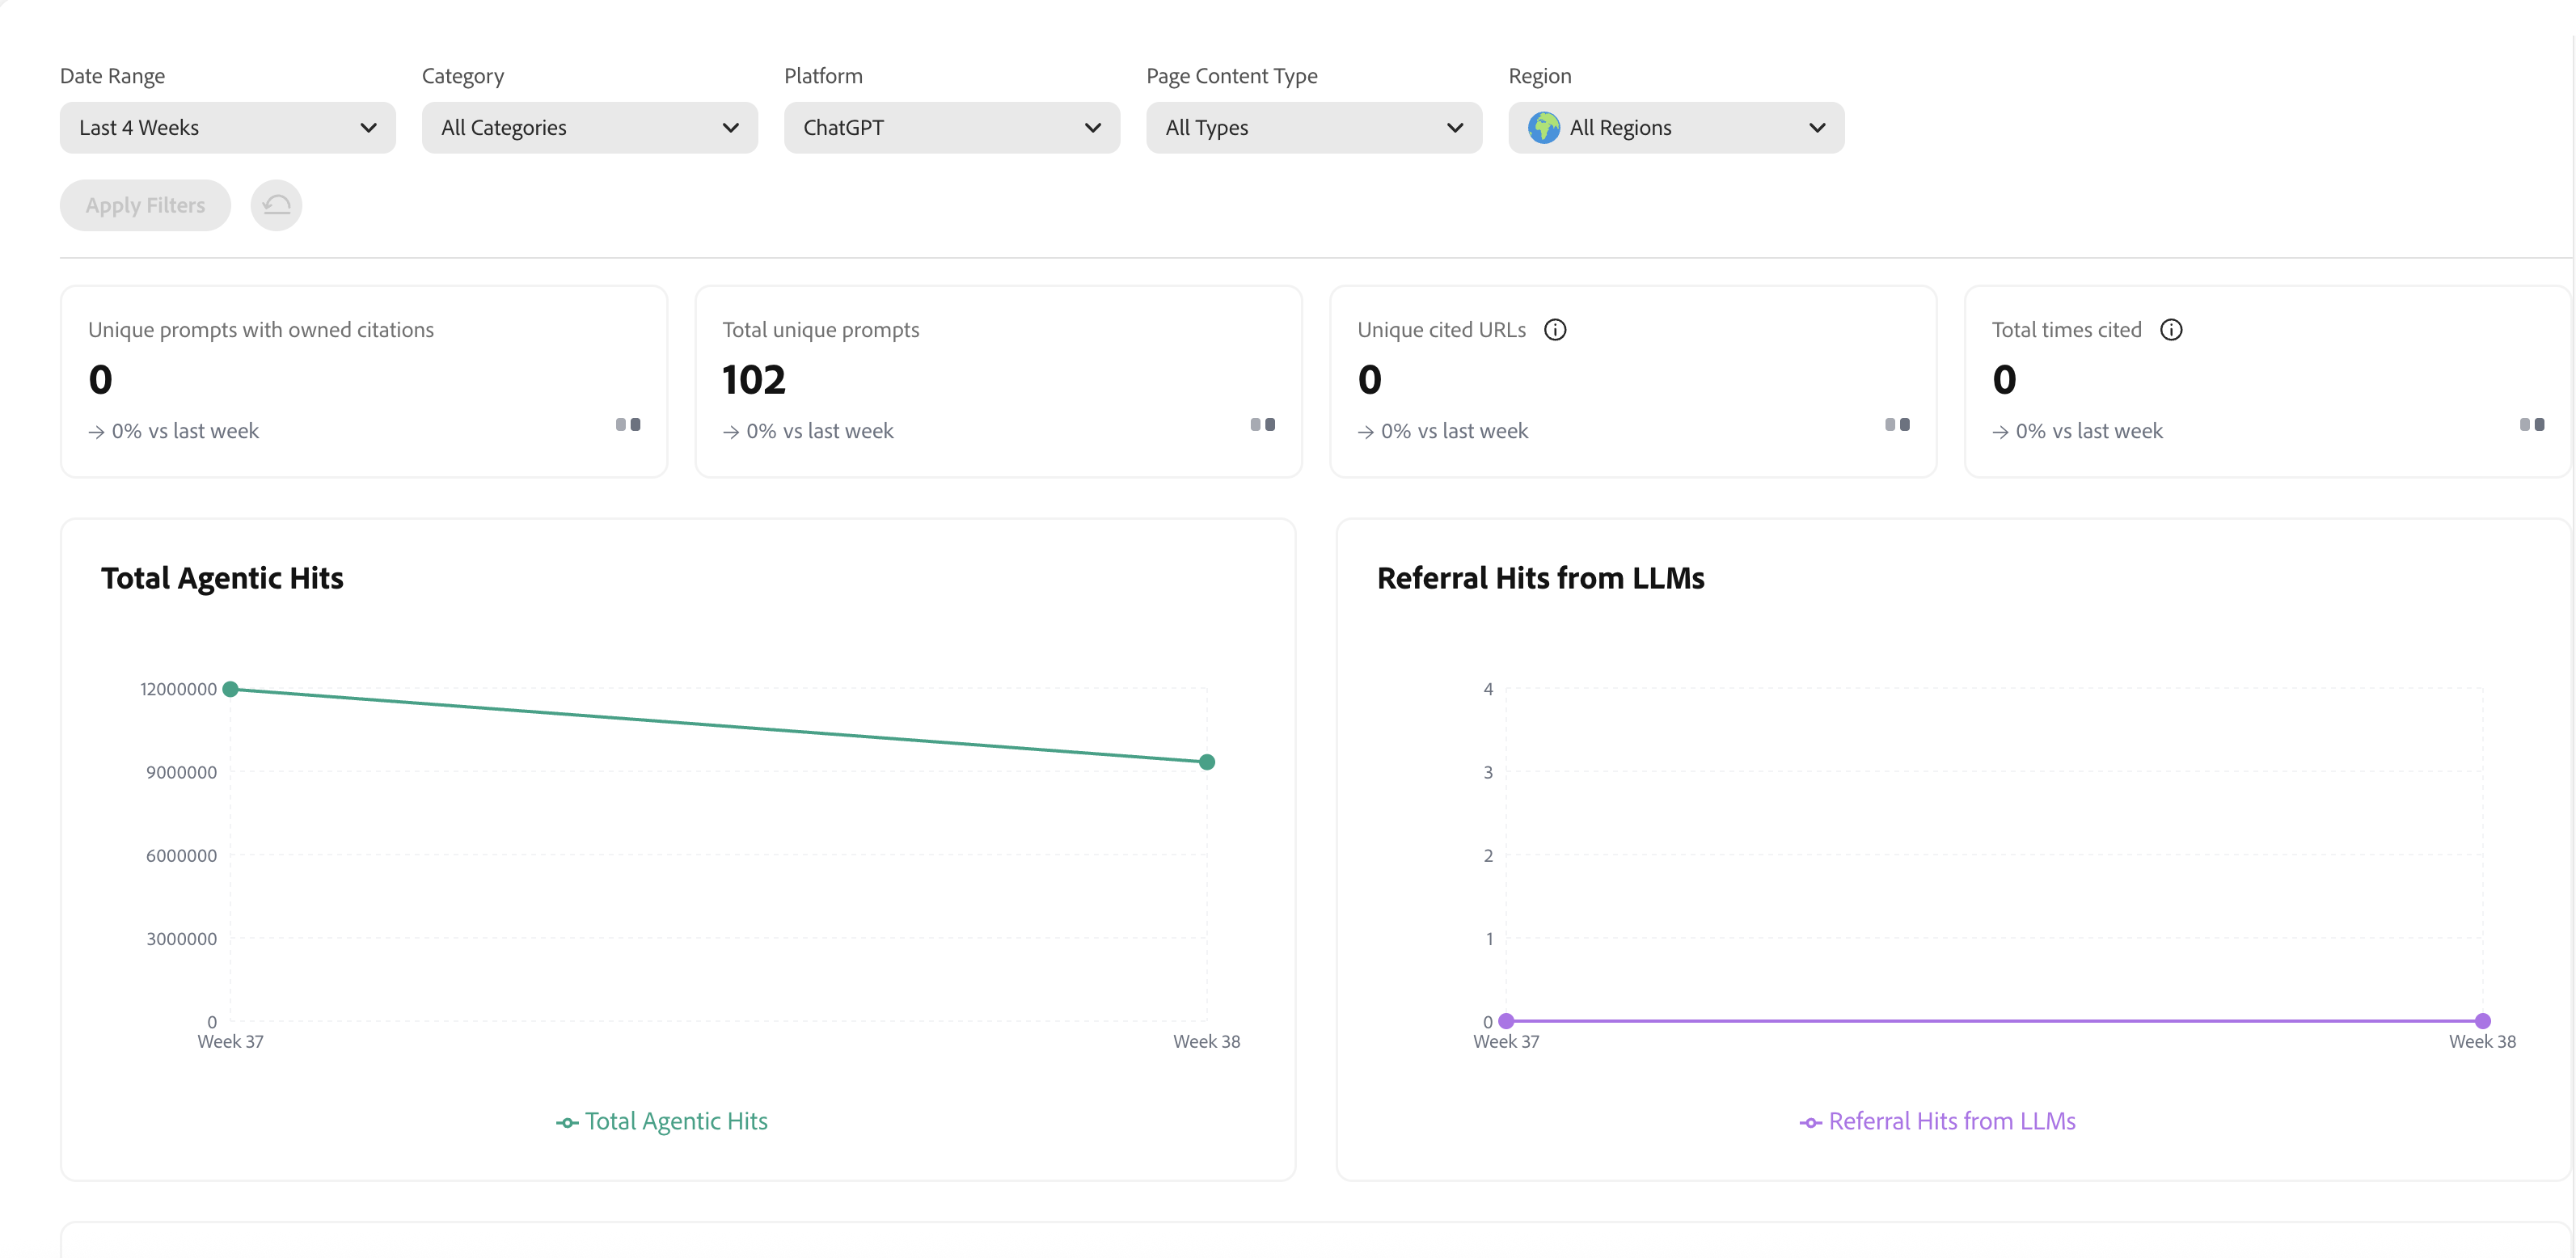 Date Range
Category
Platform
Page Content Type
Region
Last 4 Weeks
All Categories
ChatGPT
All Types
All Regions
Apply Filters
Unique prompts with owned citations
0
→ 0% vs last week
Total unique prompts
102
→ 0% vs last week
Unique cited URLs
0
→ 0% vs last week
Total times cited
0
→ 0% vs last week
Total Agentic Hits
12000000
9000000
6000000
3000000
0
Week 37
Week 38
Total Agentic Hits
Referral Hits from LLMs
4
3
2
1
0
Week 37
Week 38
Referral Hits from LLMs